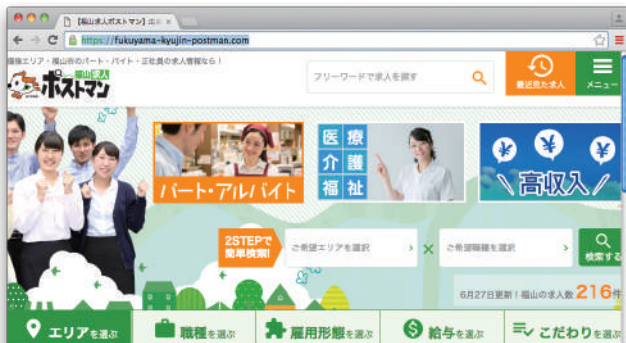 【福山求人ポストマン】出
https://fukuyama-kyujin-postman.com
備後エリア・福山市のパート・バイト・正社員の求人情報なら！
福山求人
ポストマン
フリーワードで求人を探す
最近見た求人
メニュー
パート・アルバイト
医療
介護
福祉
¥ ¥ ¥
\高収入/
2STEPで
簡単検索!
ご希望エリアを選択 › × ご希望職種を選択 ›
検索する
6月27日更新！福山の求人数216件
エリアを選ぶ
職種を選ぶ
雇用形態を選ぶ
給与を選ぶ
こだわりを選ぶ